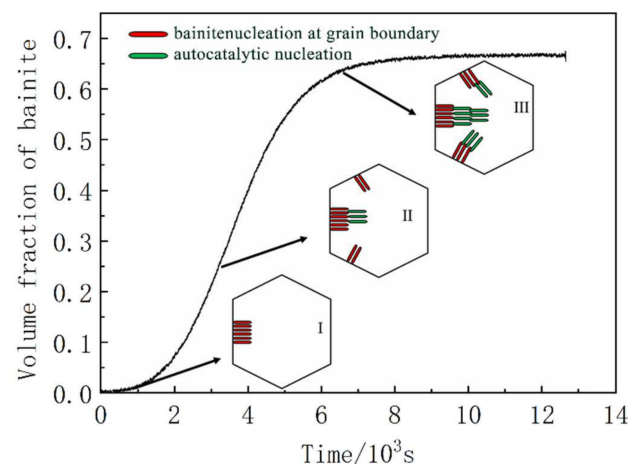 bainitenucleation at grain boundary
autocatalytic nucleation
Volume fraction of bainite
0.7
0.6
0.5
0.4
0.3
0.2
0.1
0.0
III
II
I
0
2
4
6
8
10
12
14
Time/10³s